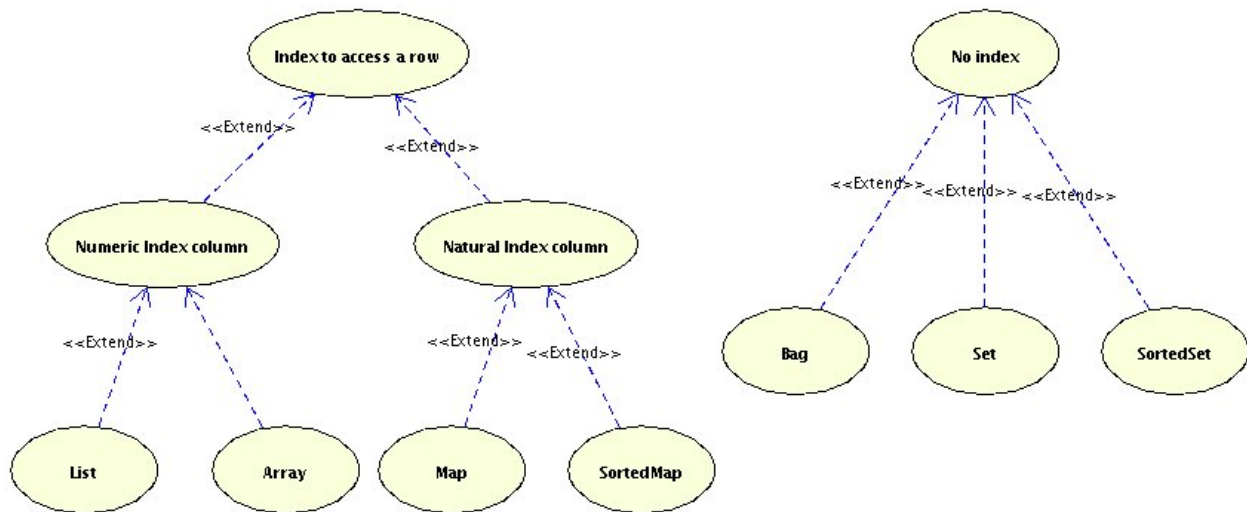 Index to access a row
No index
<<Extend>>
<<Extend>>
<<Extend>>
<<Extend>>
<<Extend>>
Numeric Index column
Natural Index column
<<Extend>>
<<Extend>>
<<Extend>>
Bag
Set
SortedSet
List
Array
Map
SortedMap